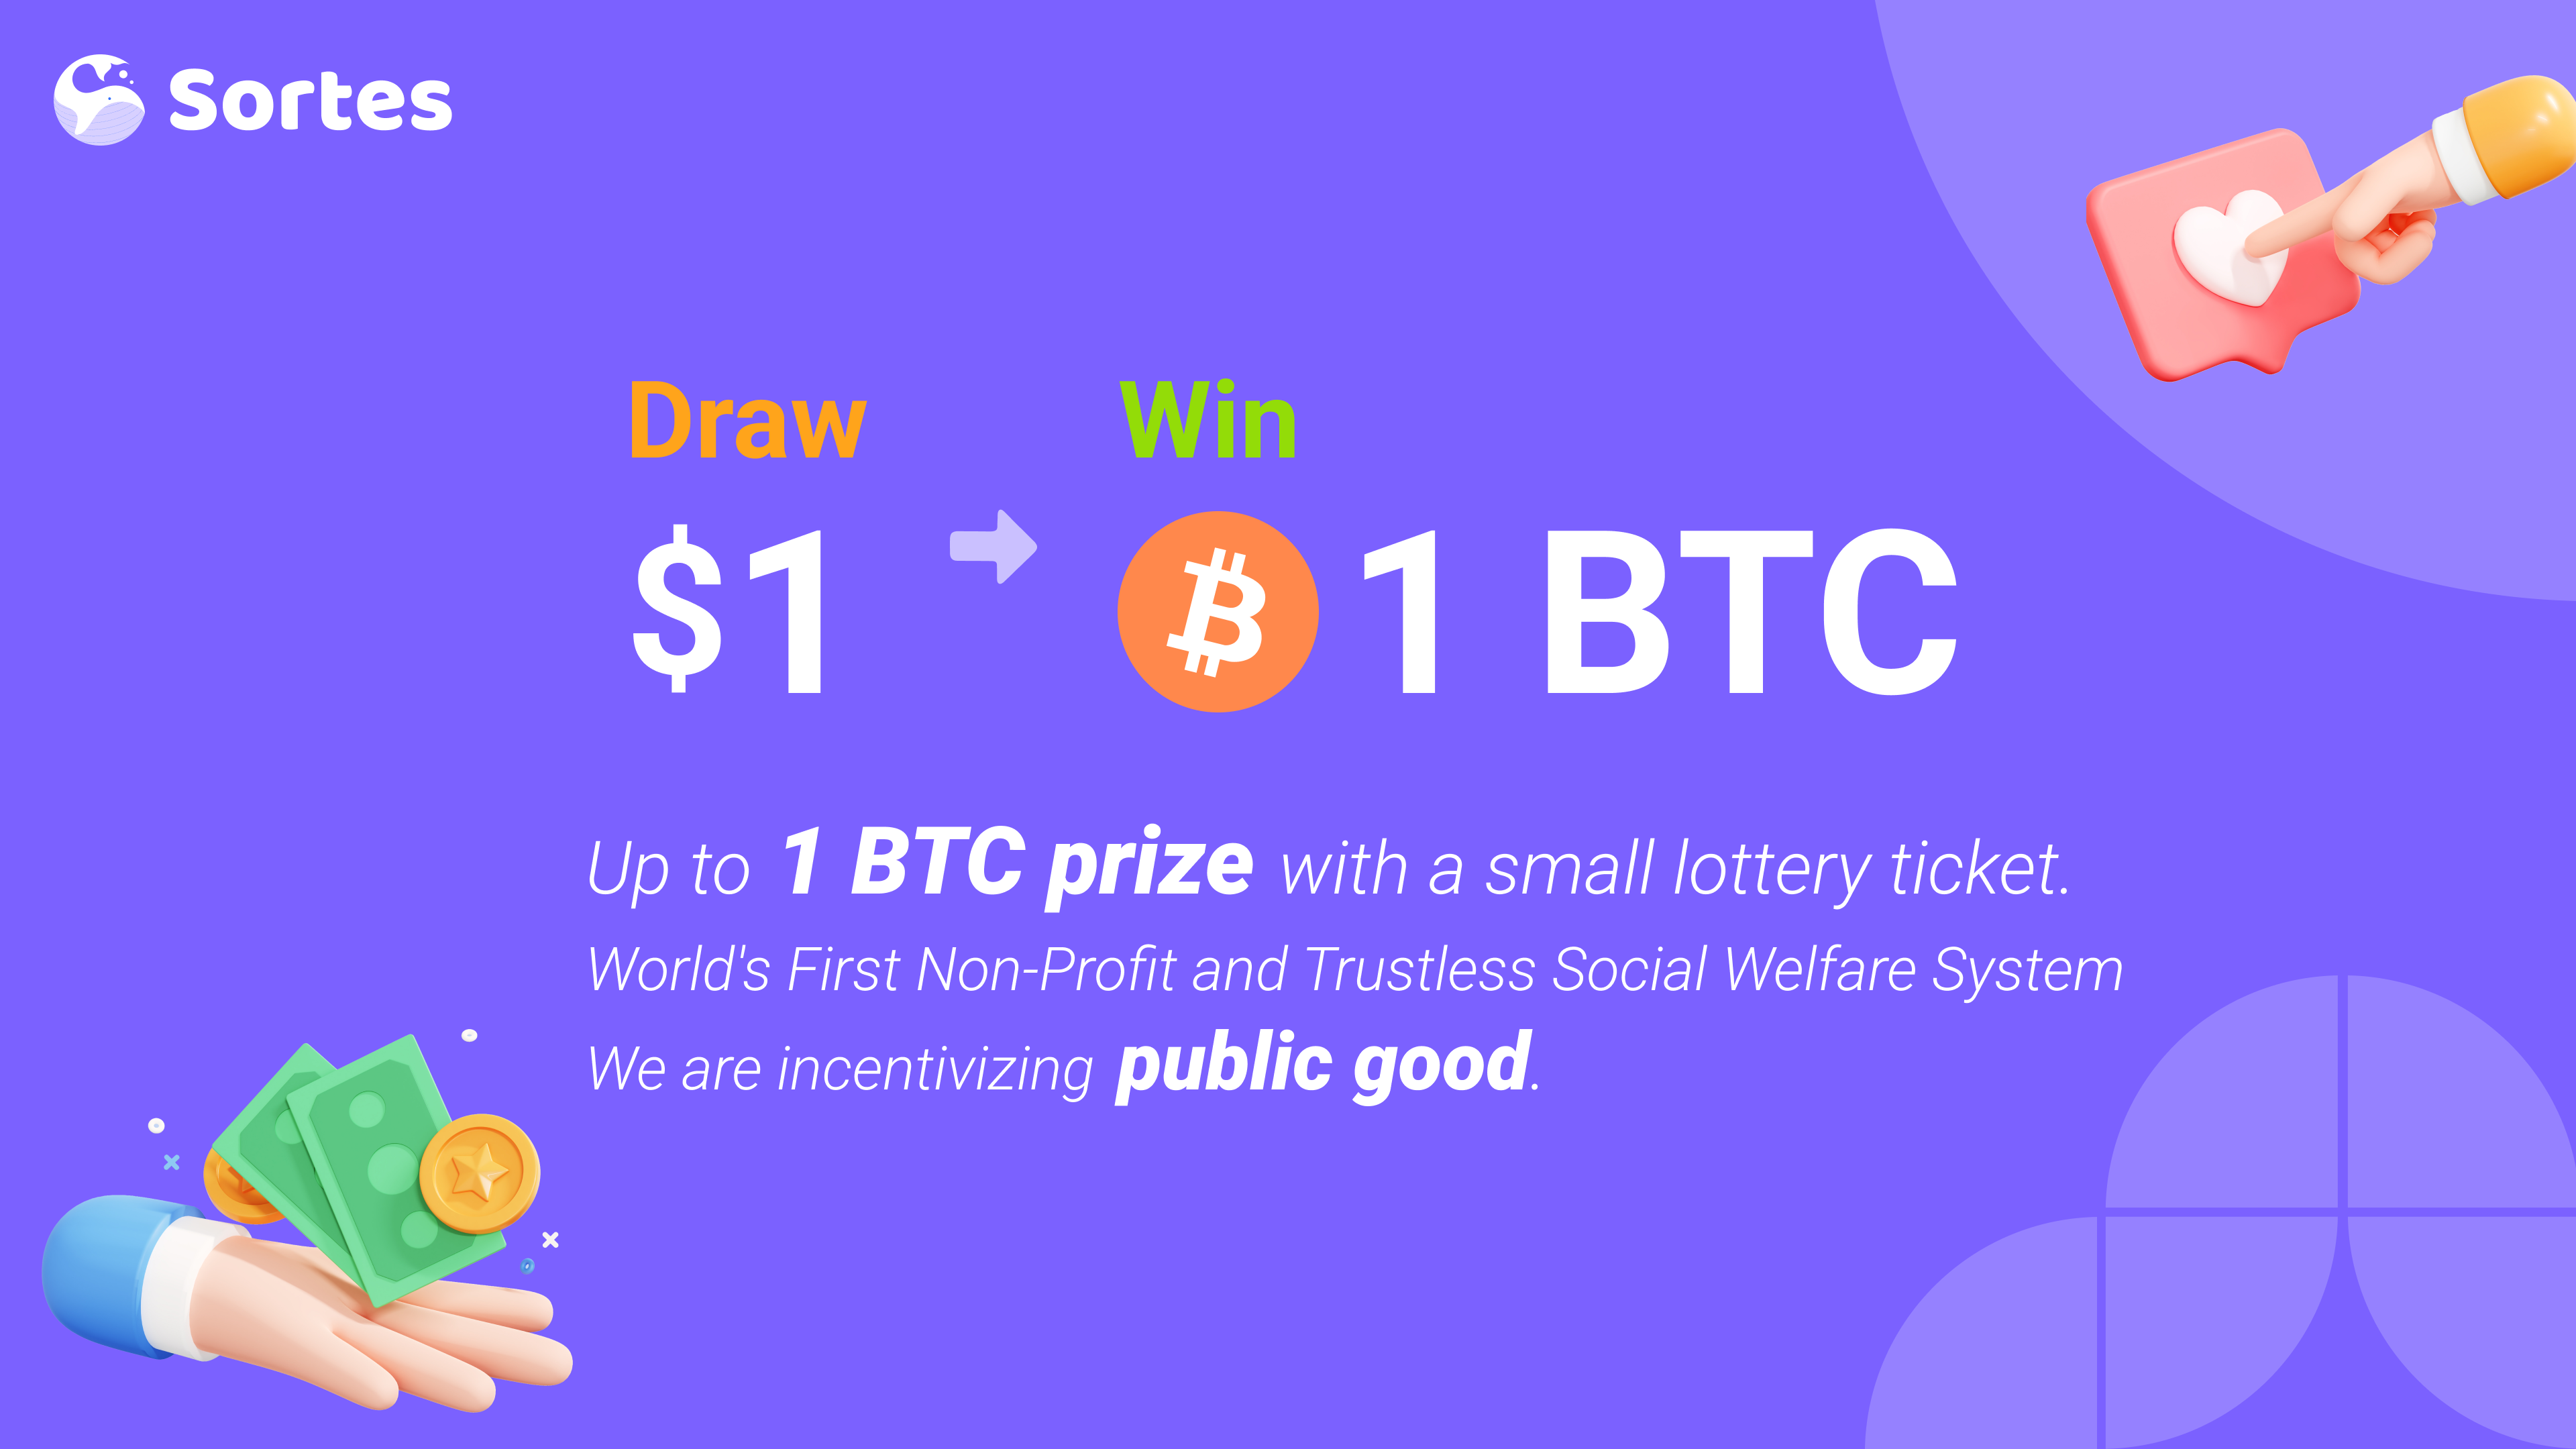 Sortes
Draw
Win
$1
1 BTC
Up to 1 BTC prize with a small lottery ticket.
World's First Non-Profit and Trustless Social Welfare System
We are incentivizing public good.